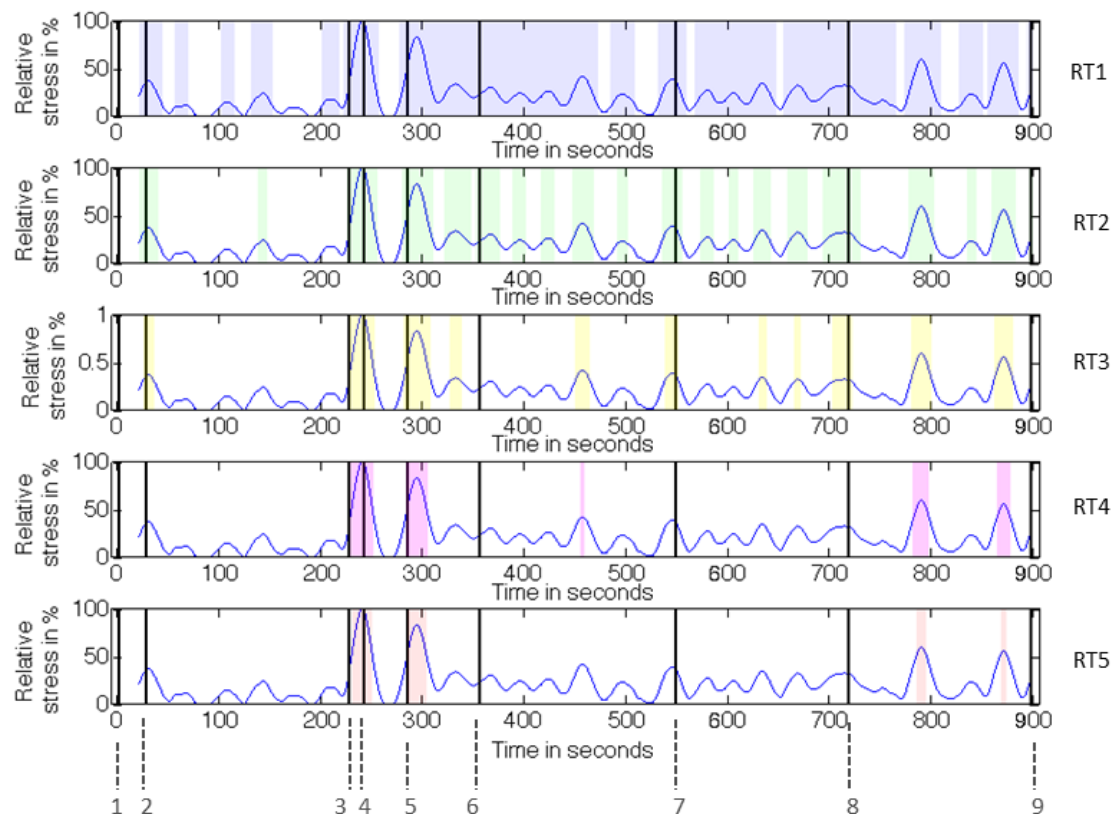 100
50
0
Relative
stress in %
0 100 200 300 400 500 600 700 800 900
Time in seconds
RT1
100
50
0
Relative
stress in %
0 100 200 300 400 500 600 700 800 900
Time in seconds
RT2
1
0.5
0
Relative
stress in %
0 100 200 300 400 500 600 700 800 900
Time in seconds
RT3
100
50
0
Relative
stress in %
0 100 200 300 400 500 600 700 800 900
Time in seconds
RT4
100
50
0
Relative
stress in %
0 100 200 300 400 500 600 700 800 900
Time in seconds
RT5
1 2 3 4 5 6 7 8 9